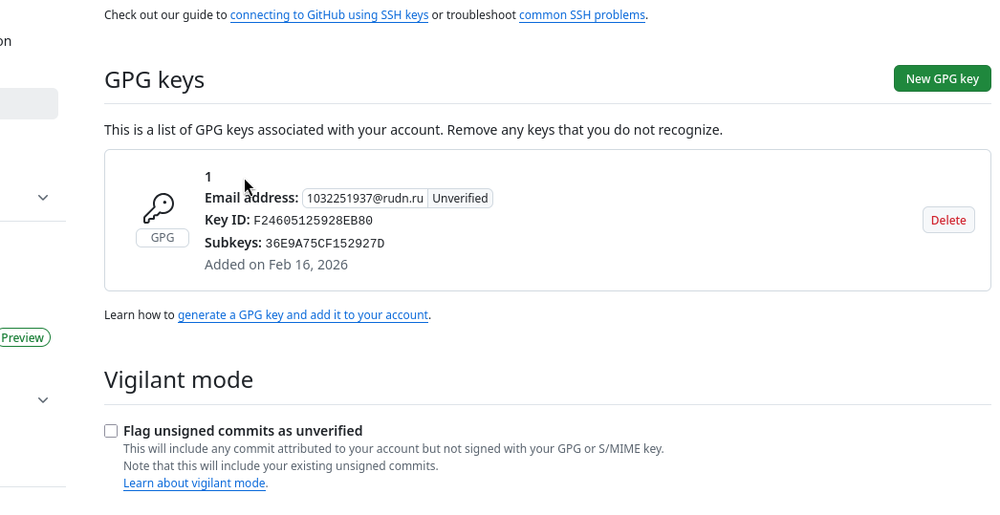 Check out our guide to connecting to GitHub using SSH keys or troubleshoot common SSH problems.
on
GPG keys
New GPG key
This is a list of GPG keys associated with your account. Remove any keys that you do not recognize.
1
Email address: 1032251937@rudn.ru Unverified
Key ID: F24605125928EB80
GPG
Delete
Subkeys: 36E9A75CF152927D
Added on Feb 16, 2026
Learn how to generate a GPG key and add it to your account.
Preview
Vigilant mode
Flag unsigned commits as unverified
This will include any commit attributed to your account but not signed with your GPG or S/MIME key.
Note that this will include your existing unsigned commits.
Learn about vigilant mode.